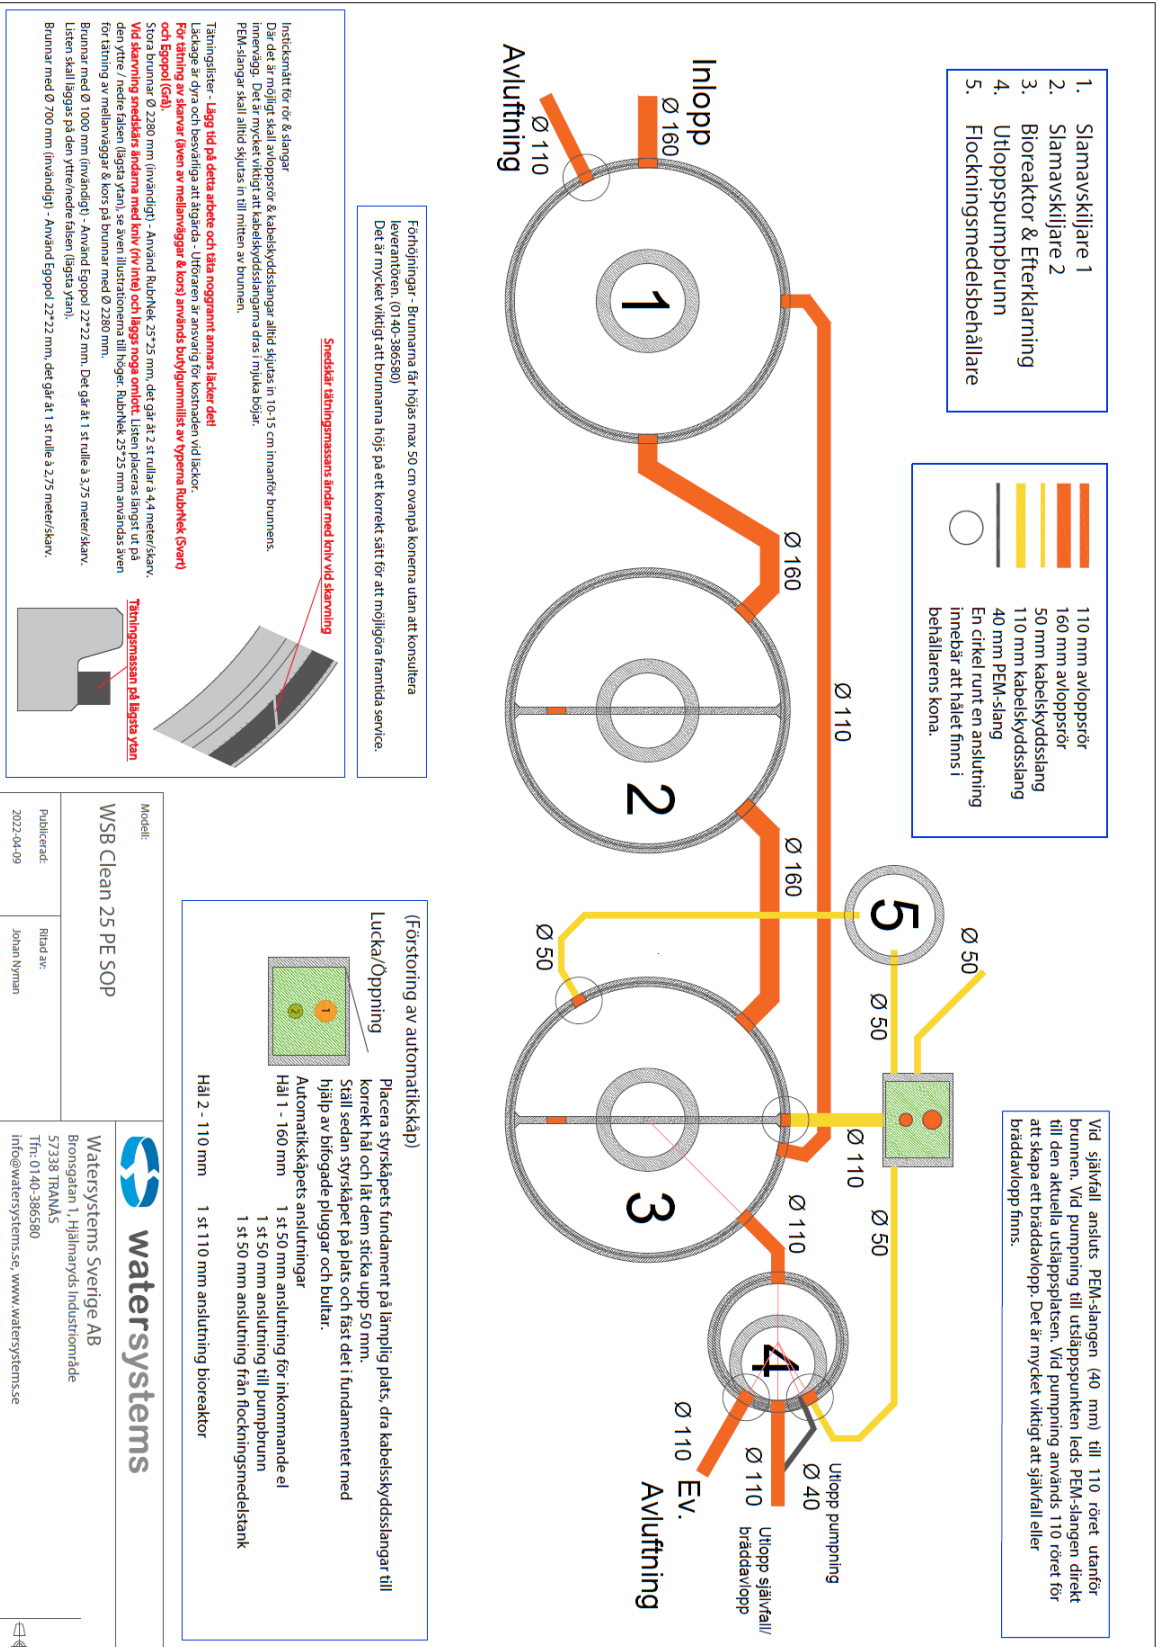 1. Slamavskiljare 1
2. Slamavskiljare 2
3. Bioreaktor & Efterklarning
4. Utloppspumpbrunn
5. Flockningsmedelsbehållare
110 mm avloppsrör
160 mm avloppsrör
50 mm kabelskyddsslang
110 mm kabelskyddsslang
40 mm PEM-slang
En cirkel runt en anslutning
innebär att hålet finns i
behållarens kona.
Vid självfall ansluts PEM-slangen (40 mm) till 110 röret utanför
brunnen. Vid pumpning till utsläppspunkten leds PEM-slangen direkt
till den aktuella utsläppsplatsen. Vid pumpning används 110 röret för
att skapa ett bräddavlopp. Det är mycket viktigt att självfall eller
bräddavlopp finns.
Inlopp
Ø 160
Ø 110
Avluftning
1
Ø 160
Ø 110
2
Ø 160
5
Ø 50
Ø 50
Ø 50
Ø 110
Ø 50
3
Ø 110
4
Utlopp pumpning
Ø 40
Utlopp självfall/
bräddavlopp
Ø 110
Ø 110
Ev.
Avluftning
Förhöjningar - Brunnarna får höjas max 50 cm ovanpå konerna utan att konsultera
leverantören. (0140-386580)
Det är mycket viktigt att brunnarna höjs på ett korrekt sätt för att möjligöra framtida service.
Insticksmått för rör & slangar
Där det är möjligt skall avloppsrör & kabelskyddsslangar alltid skjutas in 10-15 cm innanför brunnens.
innervägg. Det är mycket viktigt att kabelskyddsslangarna dras i mjuka böjar.
PEM-slangar skall alltid skjutas in till mitten av brunnen.
Tätningslister - Lägg tid på detta arbete och täta noggrannt annars läcker det!
Läckage är dyra och besvärliga att åtgärda - Utföraren är ansvarig för kostnaden vid läckor.
För tätning av skarvar (även av mellanväggar & kors) används butylgummilist av typerna RubrNek (Svart)
och Egopol (Grå).
Stora brunnar Ø 2280 mm (invändigt) - Använd RubrNek 25*25 mm, det går åt 2 st rullar à 4,4 meter/skarv.
Vid skarvning snedskärs ändarna med kniv (riv inte) och läggs noga omlott. Listen placeras längst ut på
den yttre / nedre falsen (lägsta ytan), se även illustrationerna till höger. RubrNek 25*25 mm användas även
för tätning av mellanväggar & kors på brunnar med Ø 2280 mm.
Brunnar med Ø 1000 mm (invändigt) - Använd Egopol 22*22 mm. Det går åt 1 st rulle à 3,75 meter/skarv.
Listen skall läggas på den yttre/nedre falsen (lägsta ytan).
Brunnar med Ø 700 mm (invändigt) - Använd Egopol 22*22 mm, det går åt 1 st rulle à 2,75 meter/skarv.
Snedskär tätningsmassans ändar med kniv vid skarvning
Tätningsmassan på lägsta ytan
(Förstoring av automatikskåp)
Lucka/Öppning
1
2
Placera styrskåpets fundament på lämplig plats, dra kabelsskyddsslangar till
korrekt hål och låt dem sticka upp 50 mm.
Ställ sedan styrskåpet på plats och fäst det i fundamentet med
hjälp av bifogade pluggar och bultar.
Automatikskåpets anslutningar
Hål 1 - 160 mm 1 st 50 mm anslutning för inkommande el
1 st 50 mm anslutning till pumpbrunn
1 st 50 mm anslutning från flockningsmedelstank
Hål 2 - 110 mm 1 st 110 mm anslutning bioreaktor
Modell:
WSB Clean 25 PE SOP
Publicerad:
2022-04-09
Ritad av:
Johan Nyman
watersystems
Watersystems Sverige AB
Bronsgatan 1, Hjälmaryds Industriområde
57338 TRANÅS
Tfn: 0140-386580
info@watersystems.se, www.watersystems.se